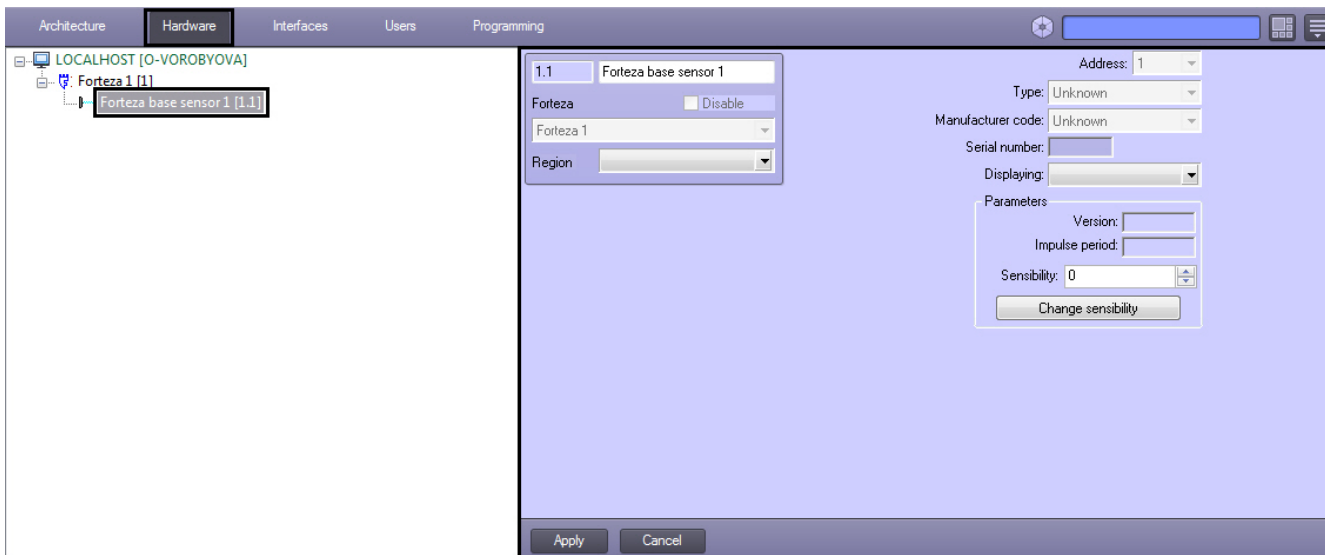 Architecture Hardware Interfaces Users Programming
LOCALHOST [O-VOROBYOVA]
Forteza 1 [1]
Forteza base sensor 1 [1.1]
1.1 Forteza base sensor 1
Forteza Disable
Forteza 1
Region
Address: 1
Type: Unknown
Manufacturer code: Unknown
Serial number:
Displaying:
Parameters
Version:
Impulse period:
Sensibility: 0
Change sensibility
Apply Cancel